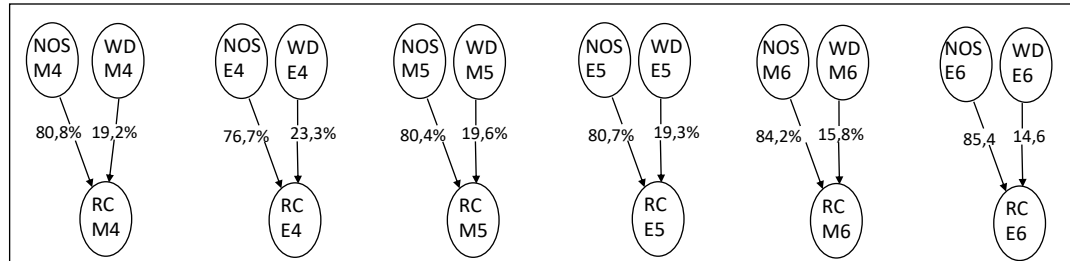 NOS
M4
WD
M4
NOS
E4
WD
E4
NOS
M5
WD
M5
NOS
E5
WD
E5
NOS
M6
WD
M6
NOS
E6
WD
E6
80,8%
19,2%
76,7%
23,3%
80,4%
19,6%
80,7%
19,3%
84,2%
15,8%
85,4
14,6
RC
M4
RC
E4
RC
M5
RC
E5
RC
M6
RC
E6